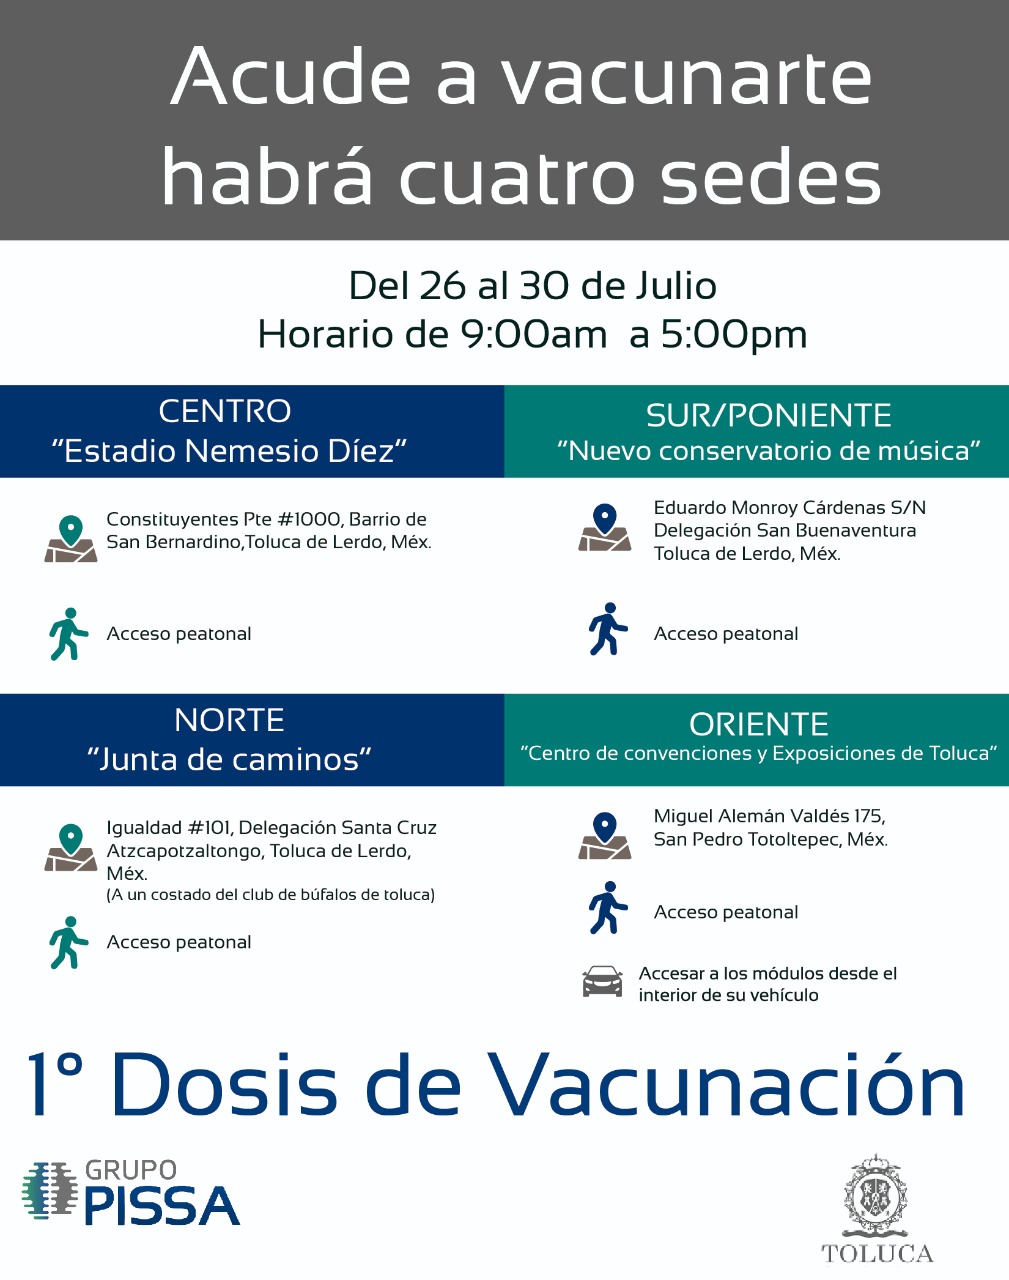 Acude a vacunarte
habrá cuatro sedes
Del 26 al 30 de Julio
Horario de 9:00am a 5:00pm
CENTRO
"Estadio Nemesio Díez"
Constituyentes Pte #1000, Barrio de
San Bernardino,Toluca de Lerdo, Méx.
Acceso peatonal
SUR/PONIENTE
"Nuevo conservatorio de música"
Eduardo Monroy Cárdenas S/N
Delegación San Buenaventura
Toluca de Lerdo, Méx.
Acceso peatonal
NORTE
"Junta de caminos"
Igualdad #101, Delegación Santa Cruz
Atzcapotzaltongo, Toluca de Lerdo,
Méx.
(A un costado del club de búfalos de toluca)
Acceso peatonal
ORIENTE
"Centro de convenciones y Exposiciones de Toluca"
Miguel Alemán Valdés 175,
San Pedro Totoltepec, Méx.
Acceso peatonal
Accesar a los módulos desde el
interior de su vehículo
1° Dosis de Vacunación
GRUPO
PISSA
TOLUCA